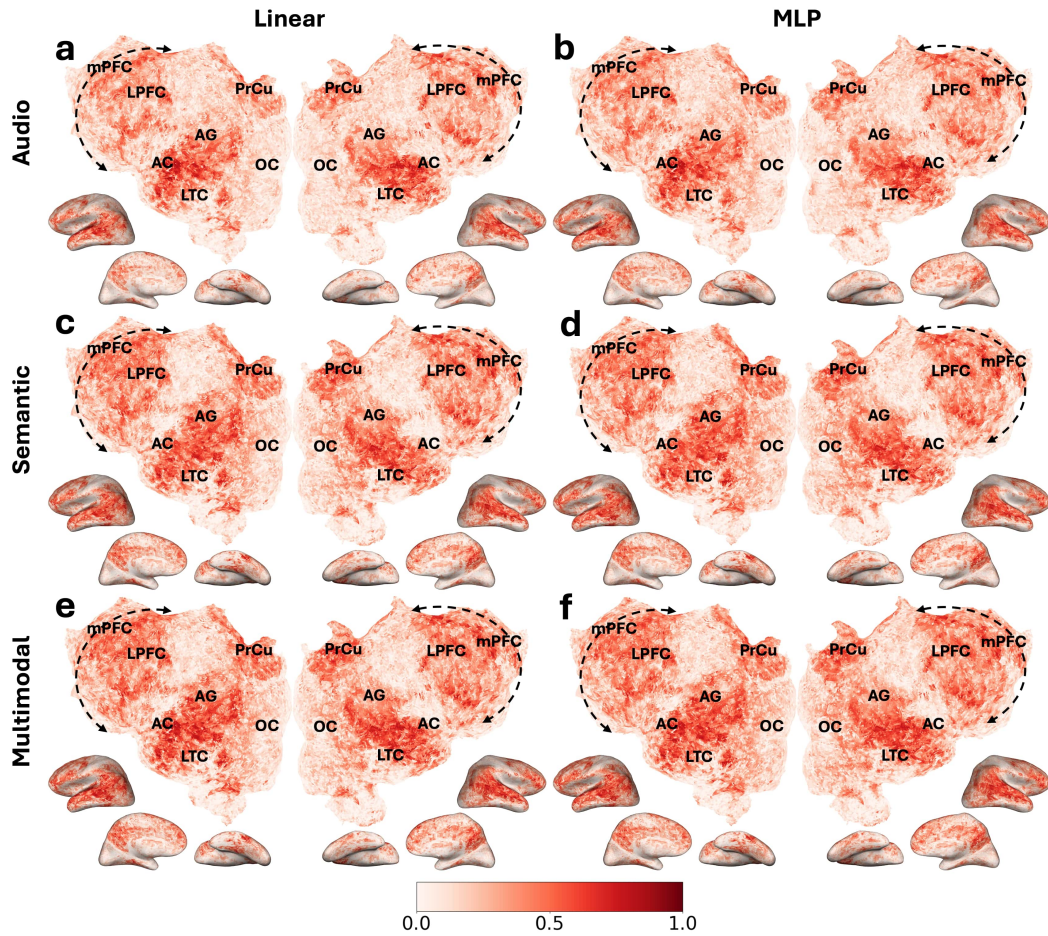 Linear
MLP
Audio
a
mPFC
LPFC
PrCu
AG
AC
OC
LTC
PrCu
LPFC
mPFC
AG
OC
AC
LTC
b
mPFC
LPFC
PrCu
AG
AC
OC
LTC
PrCu
LPFC
mPFC
AG
OC
AC
LTC
Semantic
c
mPFC
LPFC
PrCu
AG
AC
OC
LTC
PrCu
LPFC
mPFC
AG
OC
AC
LTC
d
mPFC
LPFC
PrCu
AG
AC
OC
LTC
PrCu
LPFC
mPFC
AG
OC
AC
LTC
Multimodal
e
mPFC
LPFC
PrCu
AG
AC
OC
LTC
PrCu
LPFC
mPFC
AG
OC
AC
LTC
f
mPFC
LPFC
PrCu
AG
AC
OC
LTC
PrCu
LPFC
mPFC
AG
OC
AC
LTC
0.0
0.5
1.0